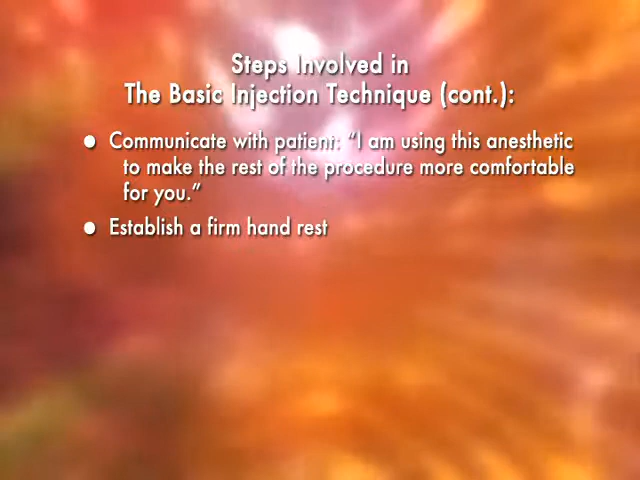 Steps Involved in
The Basic Injection Technique (cont.):
● Communicate with patient: “I am using this anesthetic
to make the rest of the procedure more comfortable
for you.”
● Establish a firm hand rest